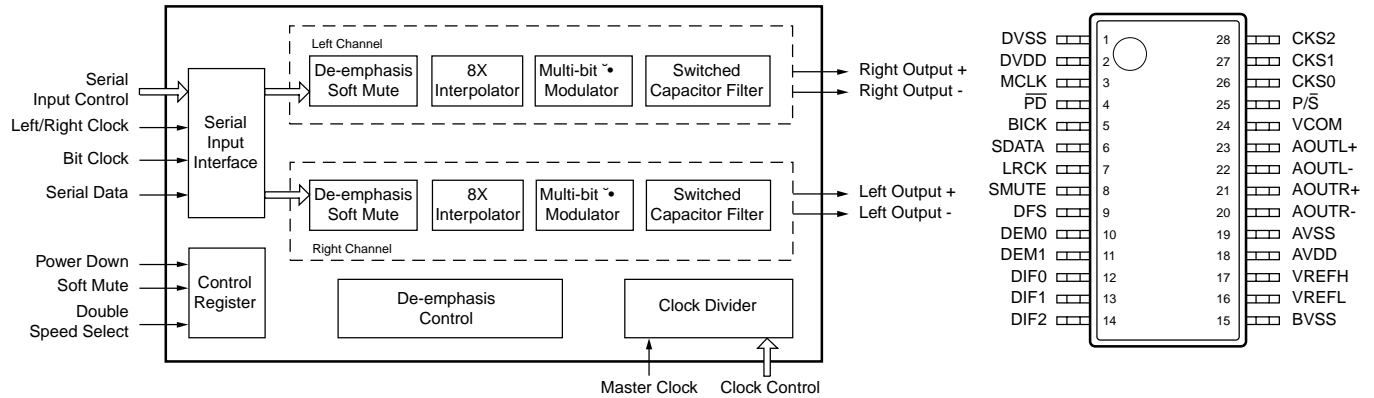 Serial
Input Control
Left/Right Clock
Bit Clock
Serial Data
Serial
Input
Interface
Left Channel
De-emphasis
Soft Mute
8X
Interpolator
Multi-bit ˘•
Modulator
Switched
Capacitor Filter
Right Output +
Right Output -
De-emphasis
Soft Mute
8X
Interpolator
Multi-bit ˘•
Modulator
Switched
Capacitor Filter
Right Channel
Left Output +
Left Output -
Power Down
Soft Mute
Double
Speed Select
Control
Register
De-emphasis
Control
Clock Divider
Master Clock
Clock Control
DVSS 1 28 CKS2
DVDD 2 27 CKS1
MCLK 3 26 CKS0
P̅D̅ 4 25 P/S̅
BICK 5 24 VCOM
SDATA 6 23 AOUTL+
LRCK 7 22 AOUTL-
SMUTE 8 21 AOUTR+
DFS 9 20 AOUTR-
DEM0 10 19 AVSS
DEM1 11 18 AVDD
DIF0 12 17 VREFH
DIF1 13 16 VREFL
DIF2 14 15 BVSS